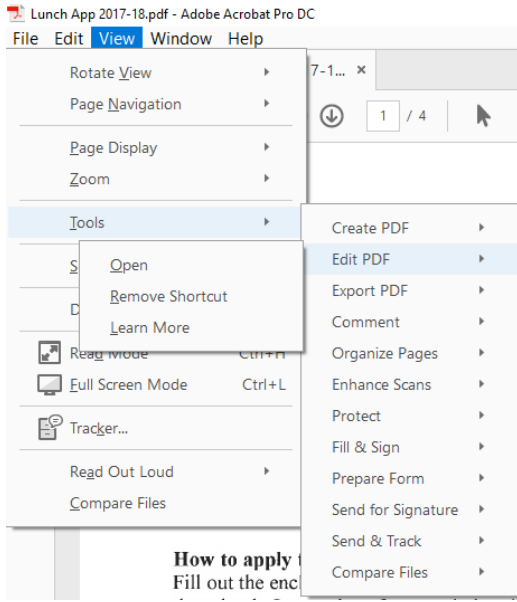 Lunch App 2017-18.pdf - Adobe Acrobat Pro DC
File Edit View Window Help
7-1... ×
1 / 4
Rotate View
Page Navigation
Page Display
Zoom
Tools
S
D
Read Mode Ctrl+H
Full Screen Mode Ctrl+L
Tracker...
Read Out Loud
Compare Files
Open
Remove Shortcut
Learn More
Create PDF
Edit PDF
Export PDF
Comment
Organize Pages
Enhance Scans
Protect
Fill & Sign
Prepare Form
Send for Signature
Send & Track
Compare Files
How to apply
Fill out the